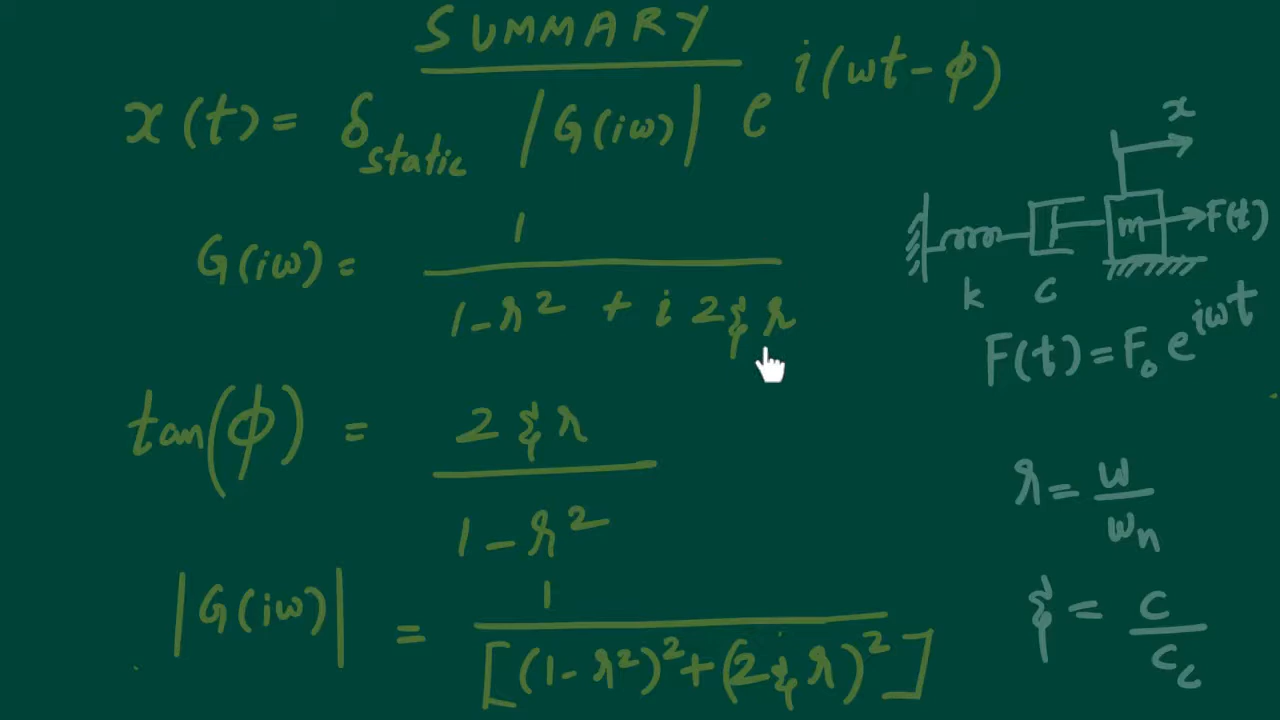 SUMMARY
x(t) = δstatic |G(iω)| e^i(ωt-ϕ)
G(iω) = 1 / (1-r² + i 2ξr)
tan(ϕ) = 2ξr / (1-r²)
|G(iω)| = 1 / [(1-r²)²+(2ξr)²]
x
m F(t)
k c
F(t) = F₀ e^iωt
r = ω / ωn
ξ = c / cc